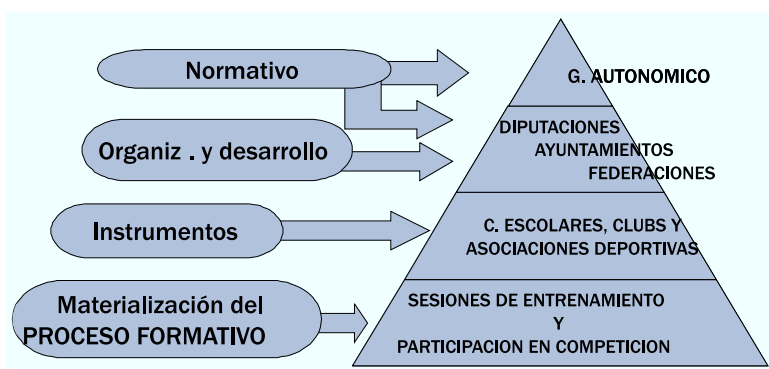 Normativo
G. AUTONOMICO
Organiz . y desarrollo
DIPUTACIONES
AYUNTAMIENTOS
FEDERACIONES
Instrumentos
C. ESCOLARES, CLUBS Y
ASOCIACIONES DEPORTIVAS
Materialización del
PROCESO FORMATIVO
SESIONES DE ENTRENAMIENTO
Y
PARTICIPACION EN COMPETICION